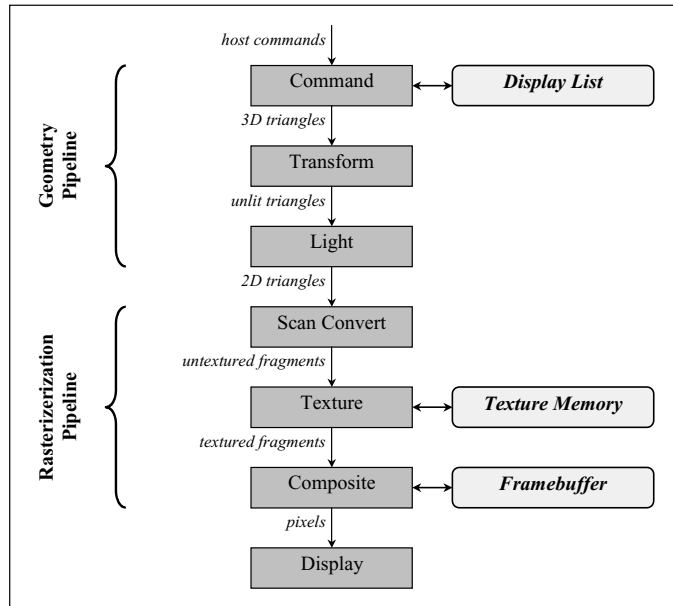 host commands
Command
Display List
3D triangles
Geometry
Pipeline
Transform
unlit triangles
Light
2D triangles
Scan Convert
untextured fragments
Rasterizerization
Pipeline
Texture
Texture Memory
textured fragments
Composite
Framebuffer
pixels
Display